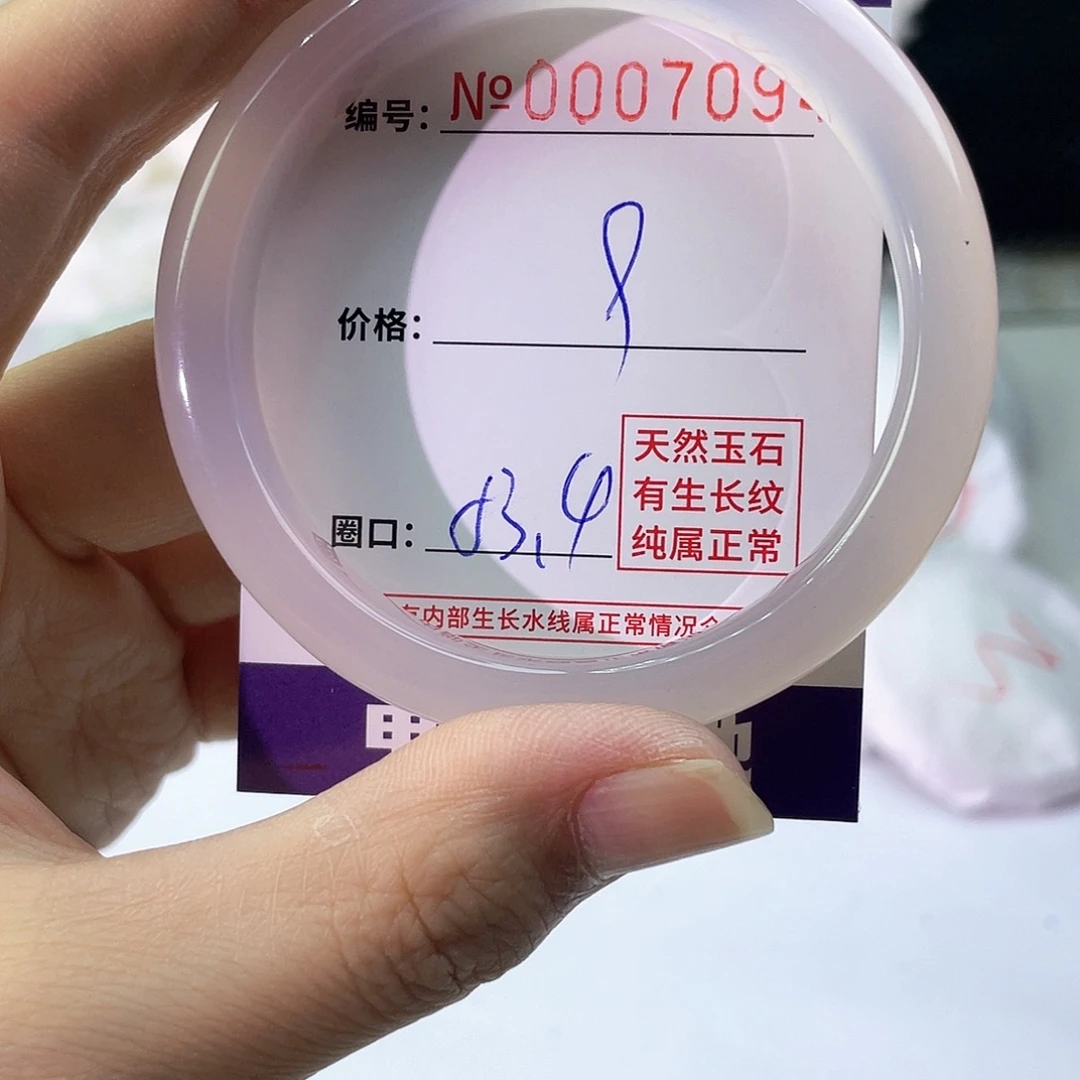 编号: №000709
价格: 8
圈口: 53.4
天然玉石
有生长纹
纯属正常
内部生长水线属正常情况